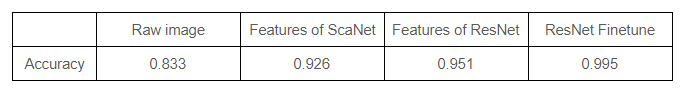 Raw image Features of ScaNet Features of ResNet ResNet Finetune
Accuracy 0.833 0.926 0.951 0.995